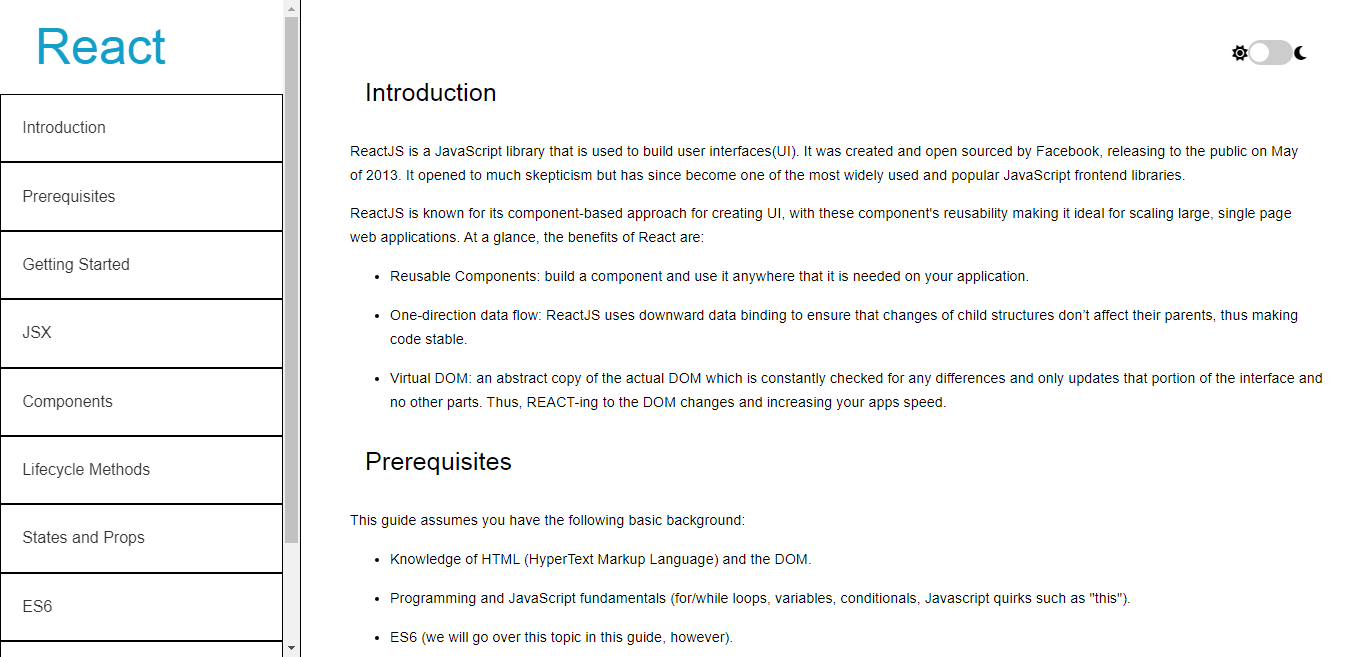 React
Introduction
Prerequisites
Getting Started
JSX
Components
Lifecycle Methods
States and Props
ES6
Introduction
ReactJS is a JavaScript library that is used to build user interfaces(UI). It was created and open sourced by Facebook, releasing to the public on May
of 2013. It opened to much skepticism but has since become one of the most widely used and popular JavaScript frontend libraries.
ReactJS is known for its component-based approach for creating UI, with these component's reusability making it ideal for scaling large, single page
web applications. At a glance, the benefits of React are:
• Reusable Components: build a component and use it anywhere that it is needed on your application.
• One-direction data flow: ReactJS uses downward data binding to ensure that changes of child structures don’t affect their parents, thus making
code stable.
• Virtual DOM: an abstract copy of the actual DOM which is constantly checked for any differences and only updates that portion of the interface and
no other parts. Thus, REACT-ing to the DOM changes and increasing your apps speed.
Prerequisites
This guide assumes you have the following basic background:
• Knowledge of HTML (HyperText Markup Language) and the DOM.
• Programming and JavaScript fundamentals (for/while loops, variables, conditionals, Javascript quirks such as "this").
• ES6 (we will go over this topic in this guide, however).